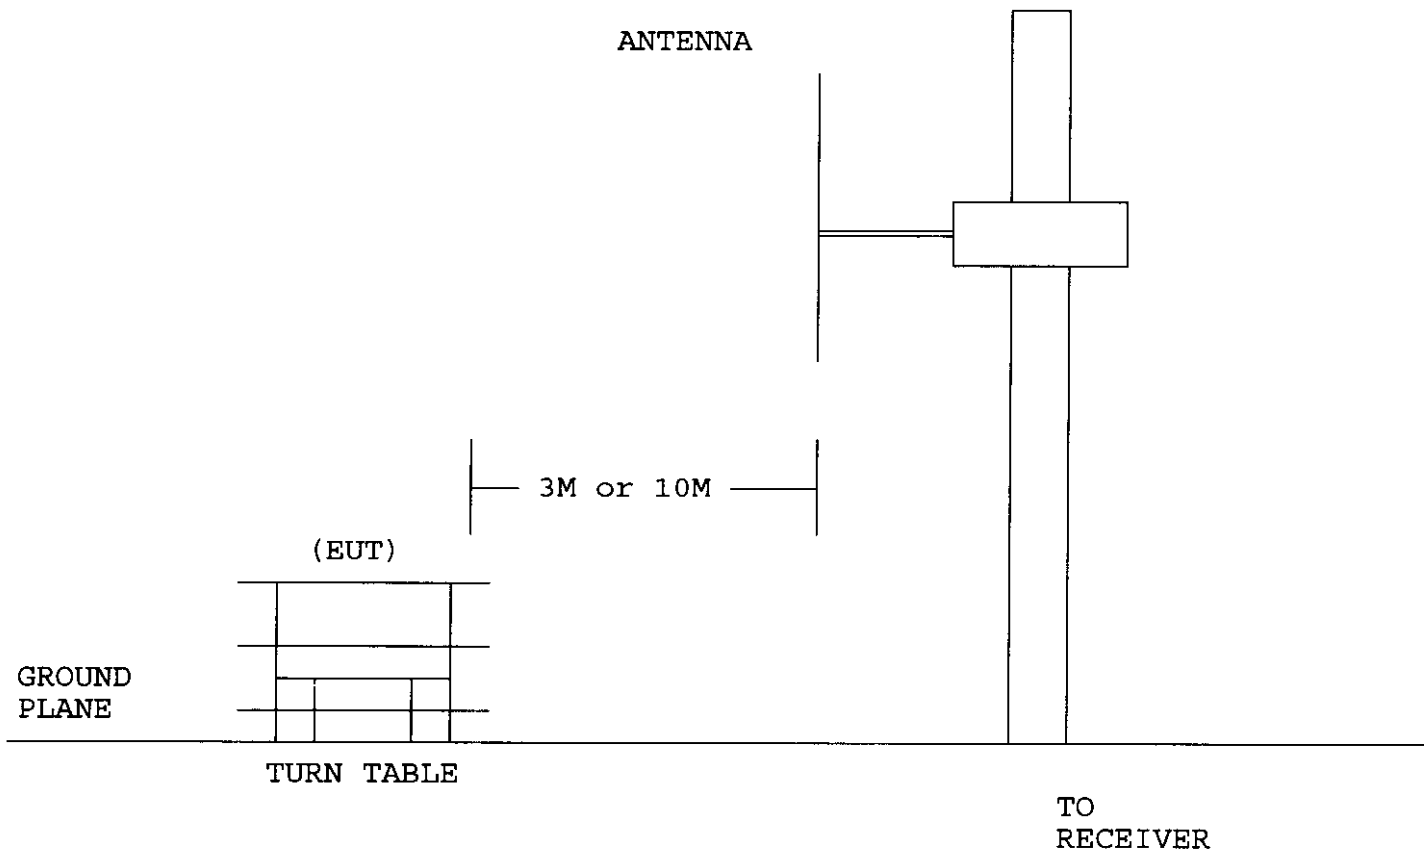 ANTENNA
3M or 10M
(EUT)
GROUND
PLANE
TURN TABLE
TO
RECEIVER